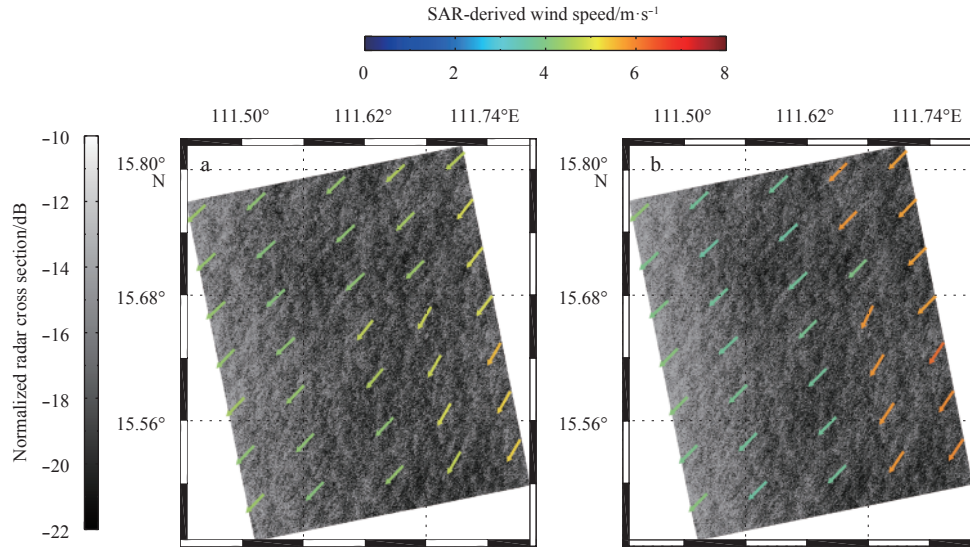 SAR-derived wind speed/m·s⁻¹
0 2 4 6 8
111.50° 111.62° 111.74°E 111.50° 111.62° 111.74°E
Normalized radar cross section/dB
−10
−12
−14
−16
−18
−20
−22
a
15.80°
N
15.68°
15.56°
b
15.80°
N
15.68°
15.56°